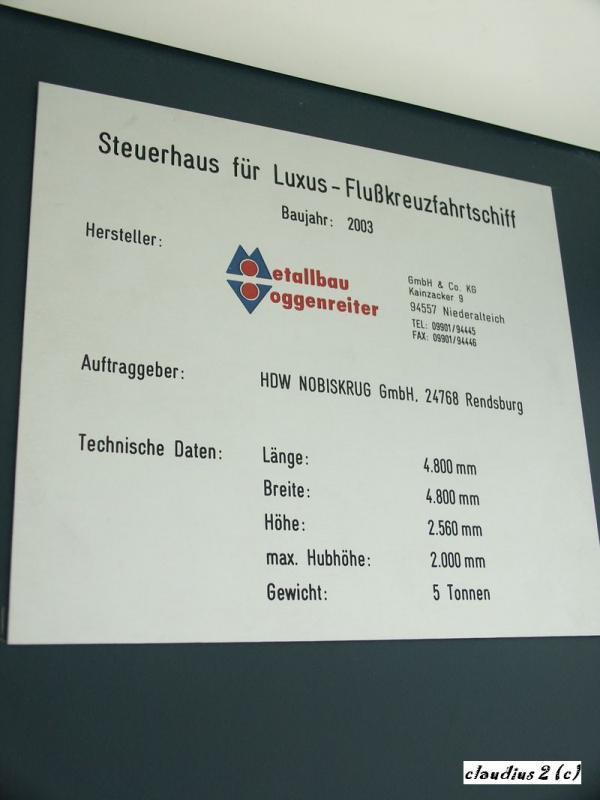 Steuerhaus für Luxus - Flußkreuzfahrtschiff
Baujahr: 2003
Hersteller:
Metallbau
Voggenreiter
GmbH & Co. KG
Kainzacker 9
94557 Niederalteich
TEL: 09901/94445
FAX: 09901/94446
Auftraggeber: HDW NOBISKRUG GmbH, 24768 Rendsburg
Technische Daten: Länge: 4.800 mm
Breite: 4.800 mm
Höhe: 2.560 mm
max. Hubhöhe: 2.000 mm
Gewicht: 5 Tonnen
claudius2 (c)